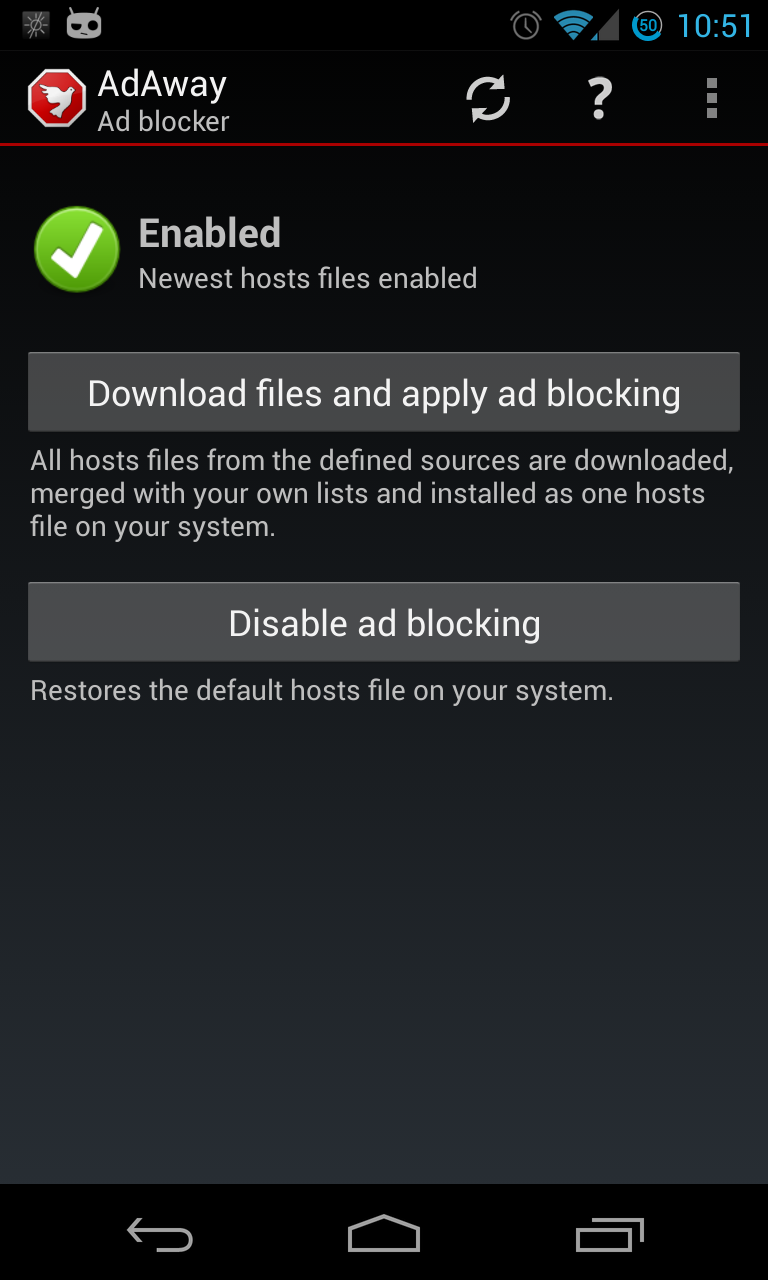 50 10:51
AdAway
Ad blocker
?
Enabled
Newest hosts files enabled
Download files and apply ad blocking
All hosts files from the defined sources are downloaded,
merged with your own lists and installed as one hosts
file on your system.
Disable ad blocking
Restores the default hosts file on your system.